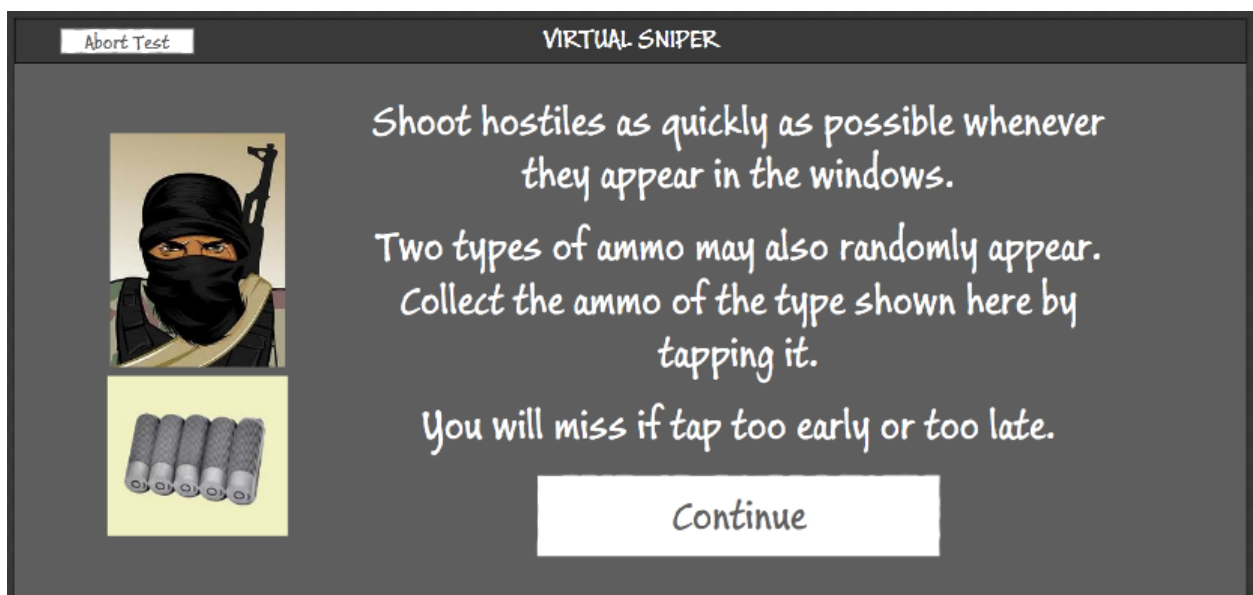 Abort Test
VIRTUAL SNIPER
Shoot hostiles as quickly as possible whenever
they appear in the windows.
Two types of ammo may also randomly appear.
Collect the ammo of the type shown here by
tapping it.
You will miss if tap too early or too late.
Continue